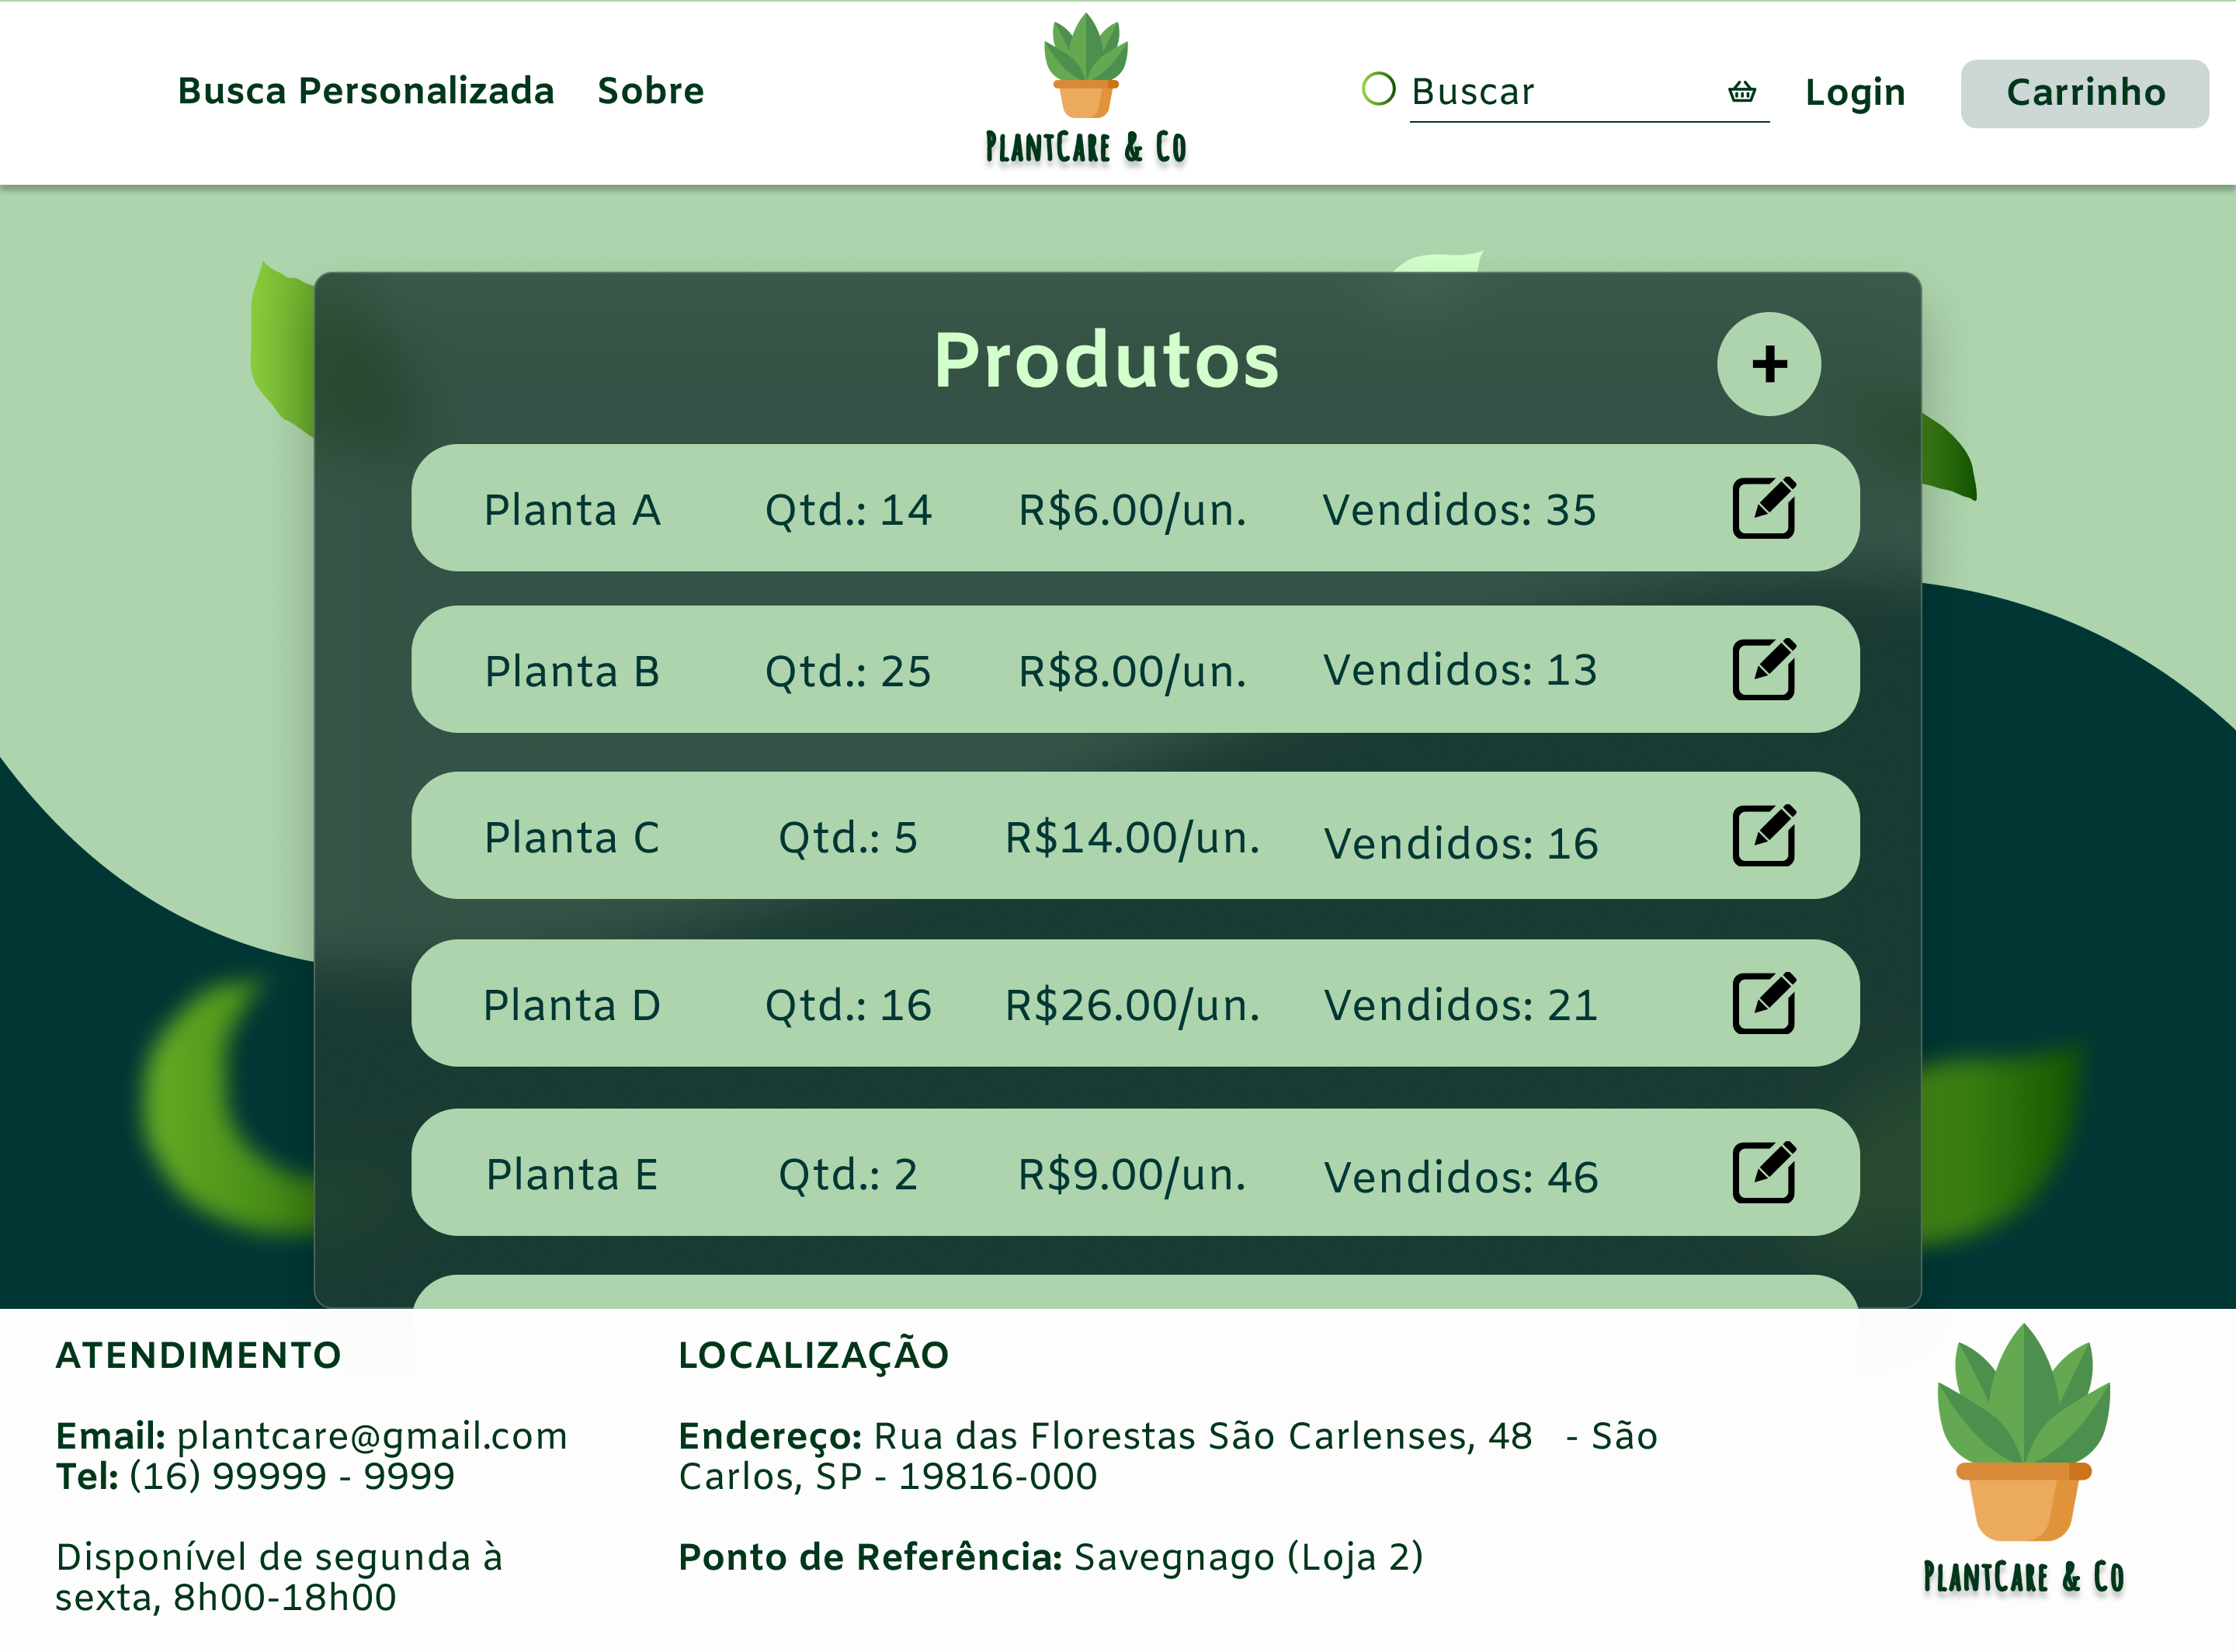 Busca Personalizada Sobre
PLANTCARE & CO
Buscar
Login
Carrinho
Produtos
+
Planta A Qtd.: 14 R$6.00/un. Vendidos: 35
Planta B Qtd.: 25 R$8.00/un. Vendidos: 13
Planta C Qtd.: 5 R$14.00/un. Vendidos: 16
Planta D Qtd.: 16 R$26.00/un. Vendidos: 21
Planta E Qtd.: 2 R$9.00/un. Vendidos: 46
ATENDIMENTO
Email: plantcare@gmail.com
Tel: (16) 99999 - 9999
Disponível de segunda à
sexta, 8h00-18h00
LOCALIZAÇÃO
Endereço: Rua das Florestas São Carlenses, 48 - São
Carlos, SP - 19816-000
Ponto de Referência: Savegnago (Loja 2)
PLANTCARE & CO